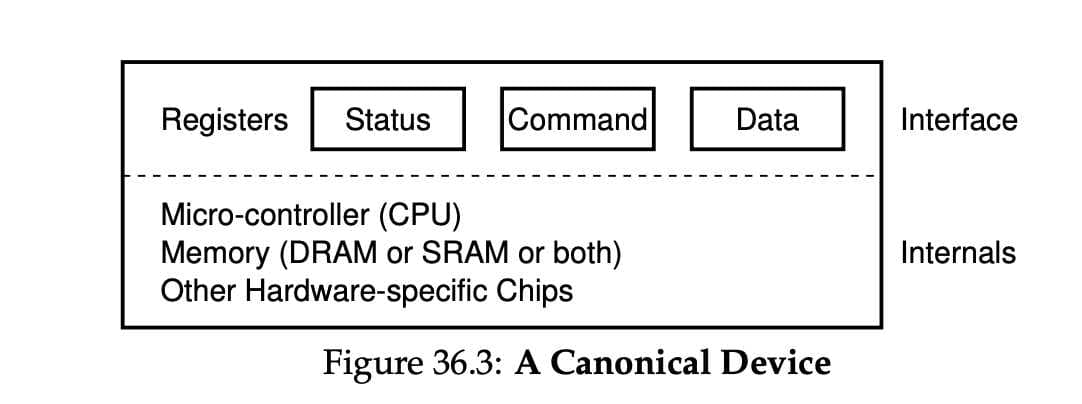 Registers Status Command Data Interface
Micro-controller (CPU)
Memory (DRAM or SRAM or both) Internals
Other Hardware-specific Chips
Figure 36.3: A Canonical Device